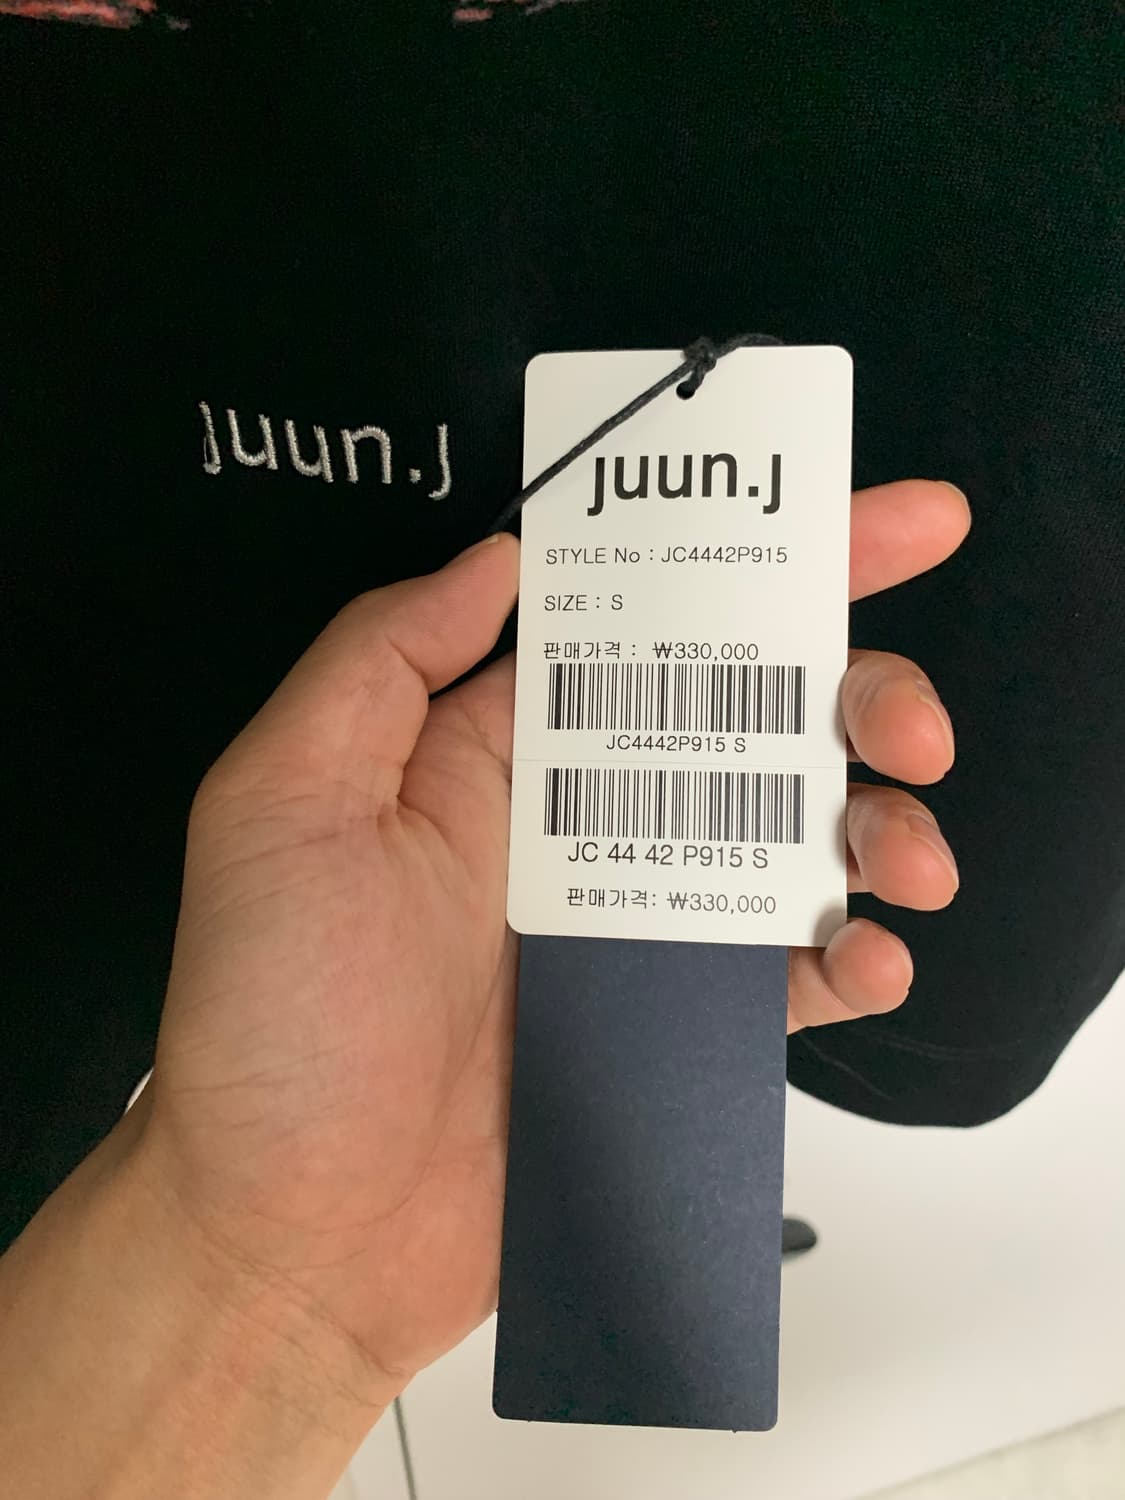 juun.j
juun.j
STYLE No : JC4442P915
SIZE : S
판매가격 : ₩330,000
JC4442P915 S
JC 44 42 P915 S
판매가격: ₩330,000